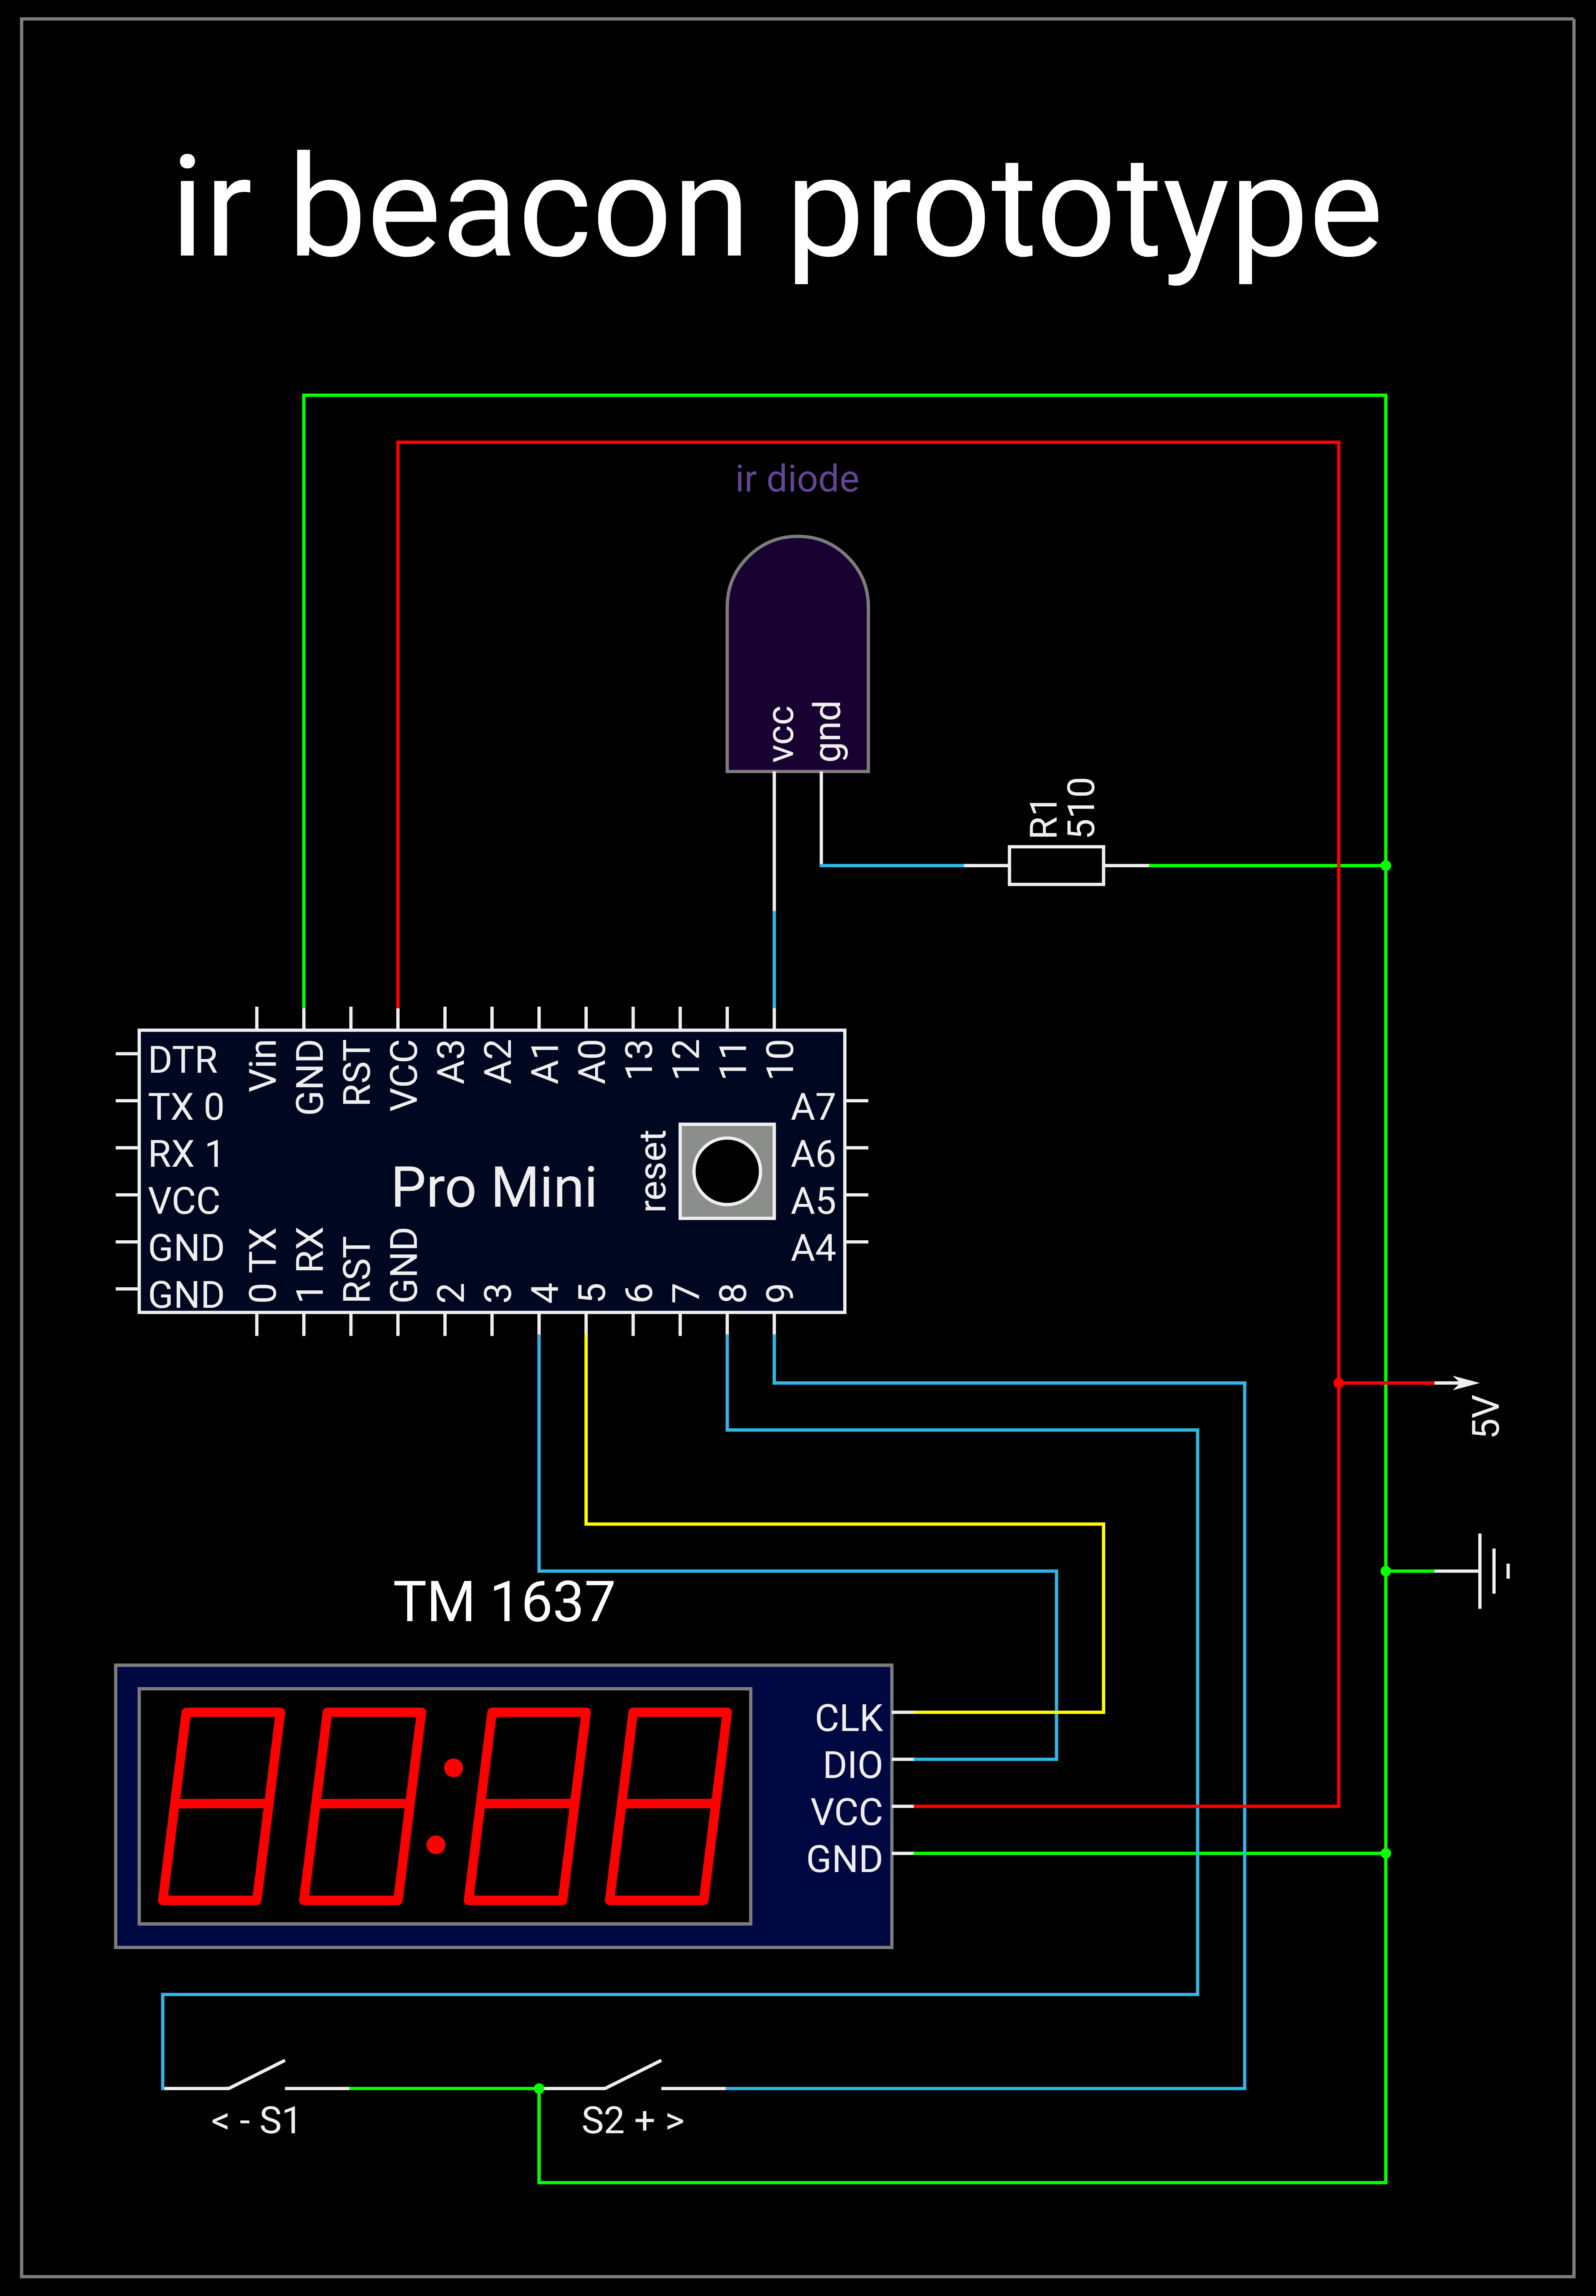 ir beacon prototype
ir diode
vcc
gnd
R1
510
DTR
TX 0
RX 1
VCC
GND
GND
Vin
GND
RST
VCC
A3
A2
A1
A0
13
12
11
10
A7
A6
A5
A4
Pro Mini
reset
0 TX
1 RX
RST
GND
2
3
4
5
6
7
8
9
5V
TM 1637
88:88
CLK
DIO
VCC
GND
< - S1
S2 + >